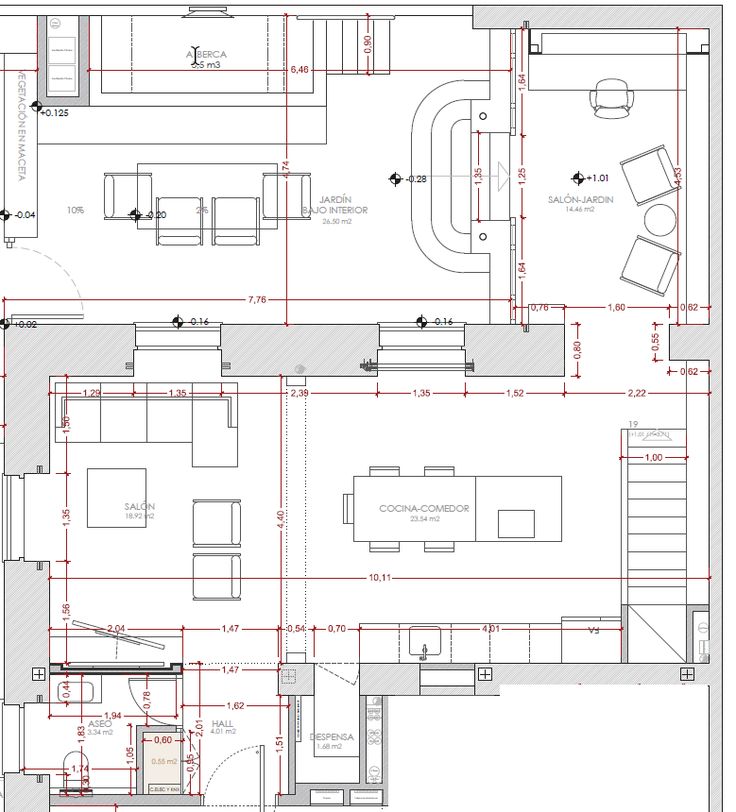 ALBERCA
5.5 m3
4,74
0,90
6,46
1,64
+0.125
VEGETACIÓN EN MACETA
-0.28
1,35
1,25
+1.01
4,53
SALÓN-JARDIN
14.46 m2
JARDÍN
BAJO INTERIOR
26.50 m2
-0.04
10%
-0.20
2%
1,64
7,76
0,76
1,60
0,62
+0.02
-0.16
-0.16
0,80
0,55
0,62
1,29
1,35
2,39
1,35
1,52
2,22
1,50
19
1,00
SALÓN
18.92 m2
1,35
4,40
COCINA-COMEDOR
23.54 m2
10,11
1,56
2,04
1,47
0,54
0,70
4,01
FA
1,47
0,44
0,78
1,94
1,62
2,01
ASEO
3.34 m2
HALL
4.01 m2
DESPENSA
1.68 m2
1,83
1,05
0,60
0,95
1,51
0.55 m2
1,74
C.ELEC Y KNX